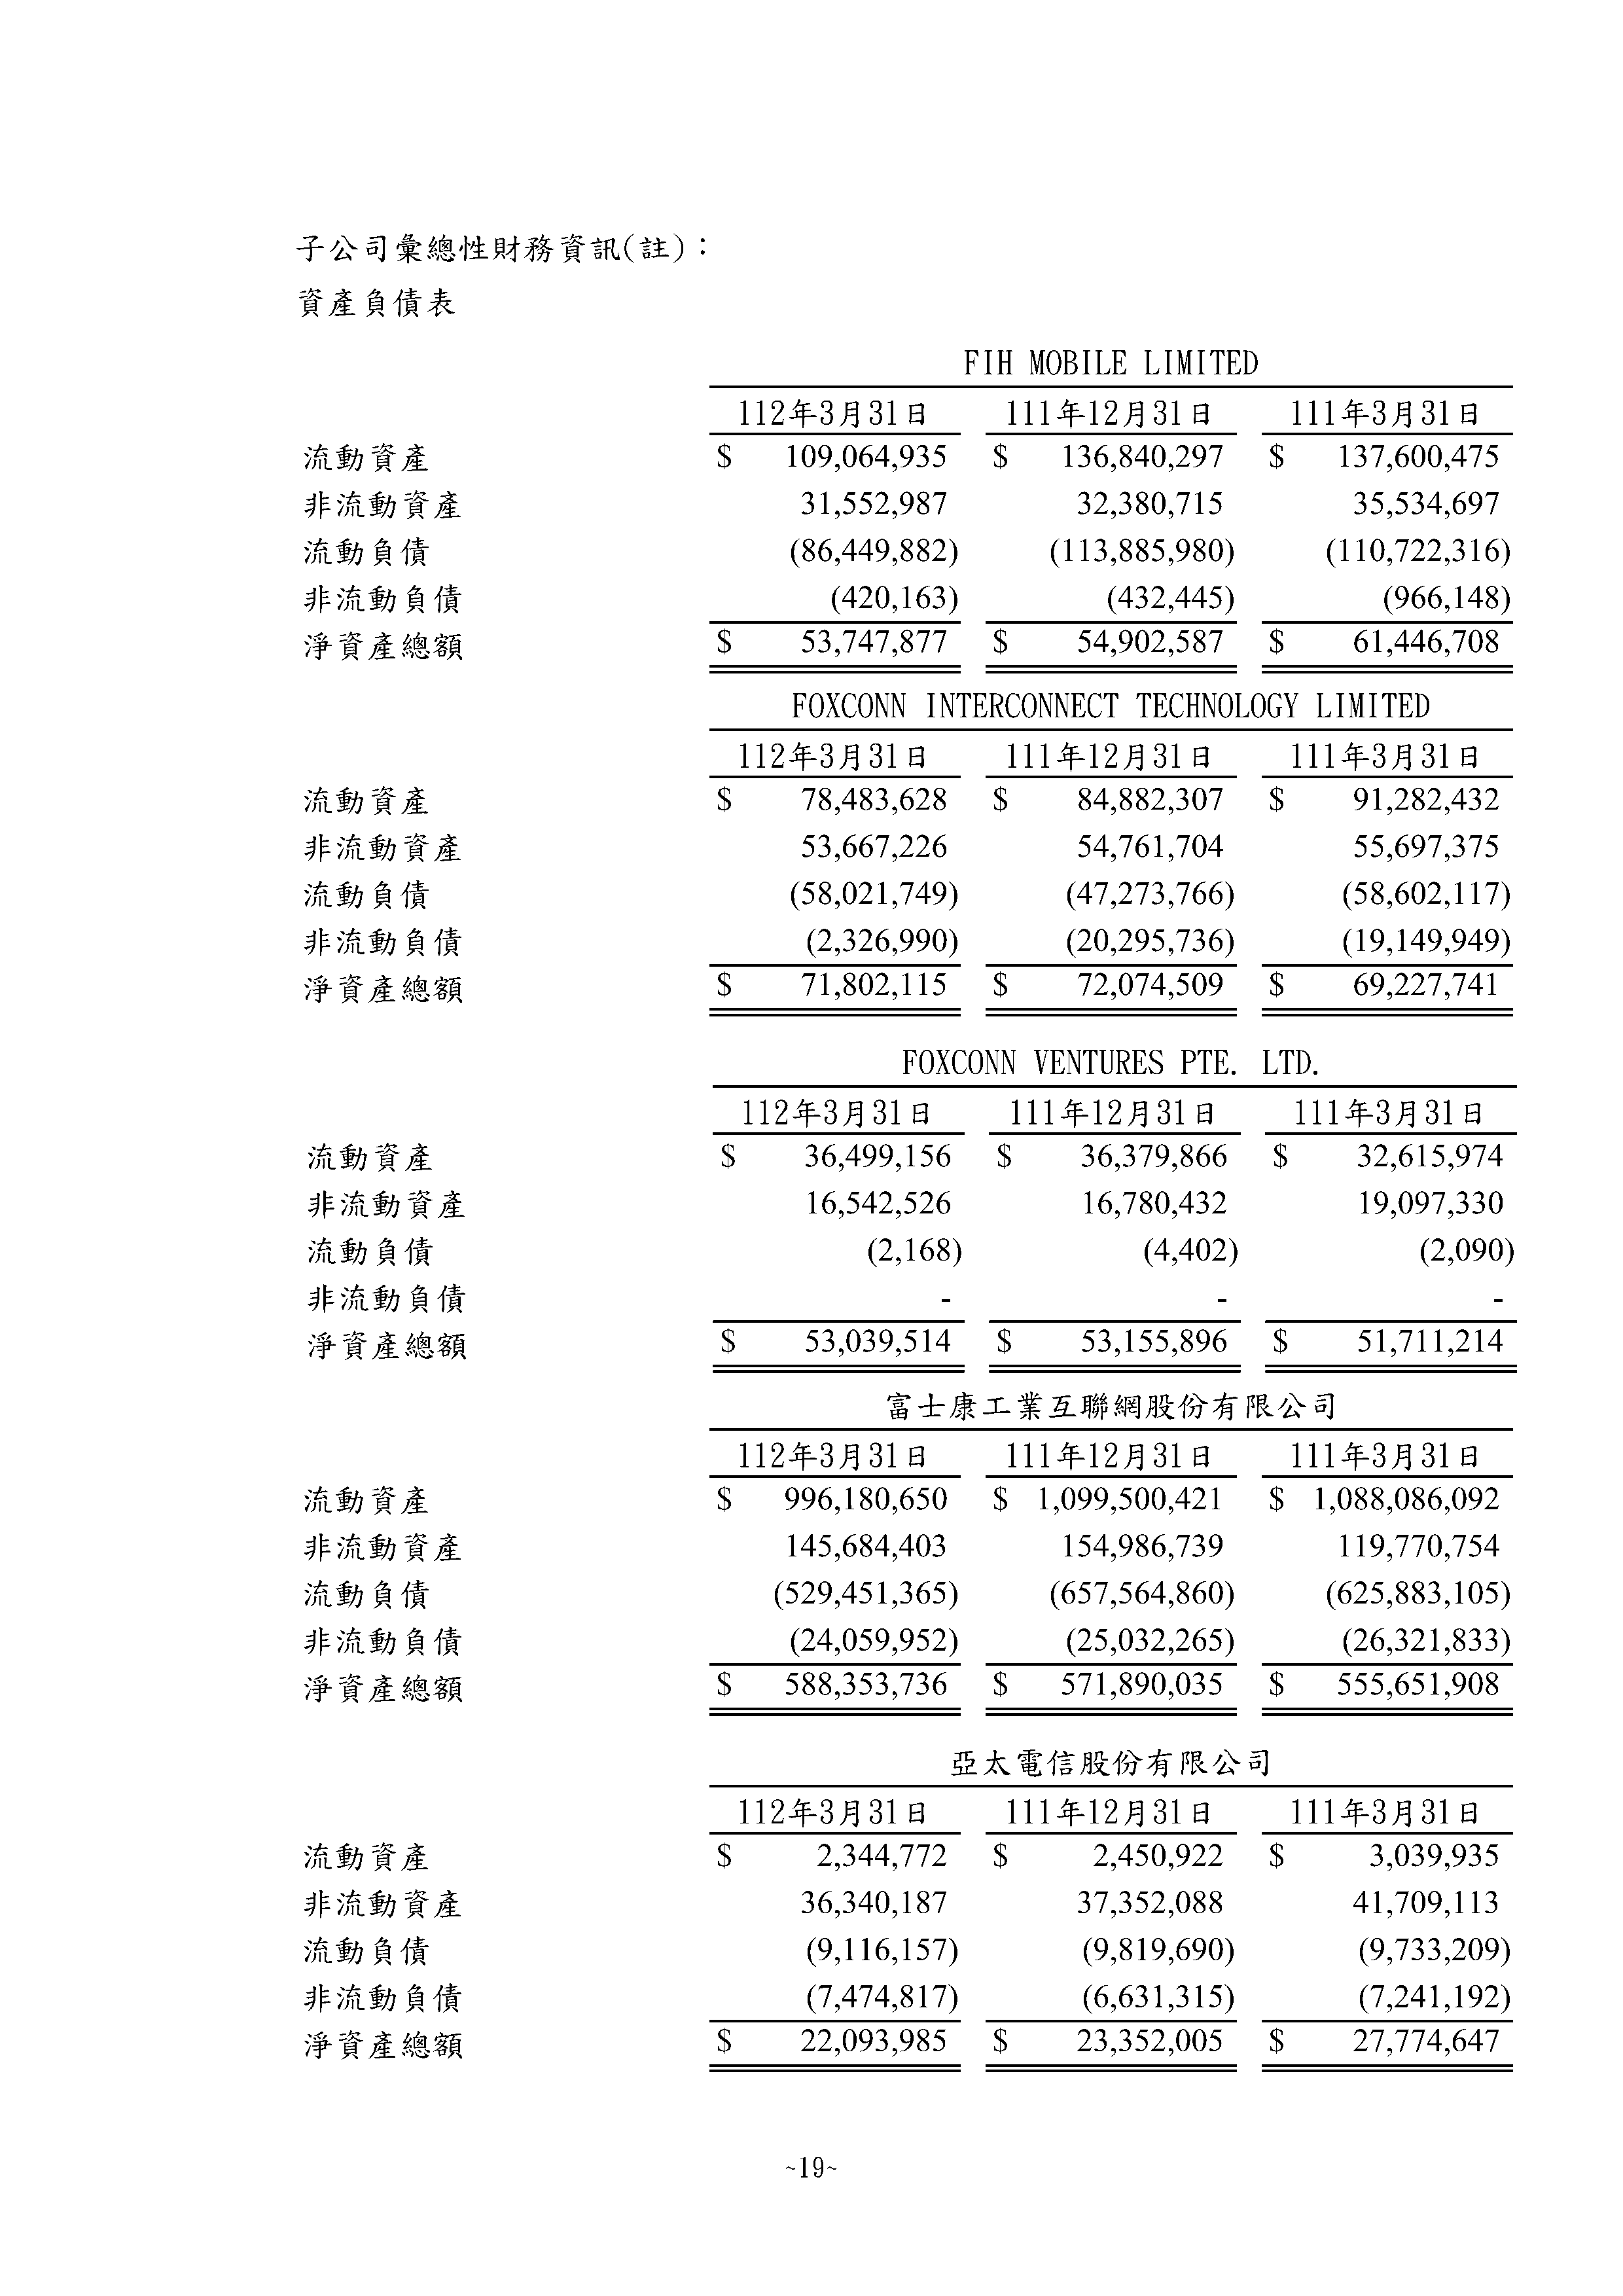 子公司彙總性財務資訊(註)：
資產負債表
FIH MOBILE LIMITED
112年3月31日 111年12月31日 111年3月31日
流動資產 $ 109,064,935 $ 136,840,297 $ 137,600,475
非流動資產 31,552,987 32,380,715 35,534,697
流動負債 (86,449,882) (113,885,980) (110,722,316)
非流動負債 (420,163) (432,445) (966,148)
淨資產總額 $ 53,747,877 $ 54,902,587 $ 61,446,708
FOXCONN INTERCONNECT TECHNOLOGY LIMITED
112年3月31日 111年12月31日 111年3月31日
流動資產 $ 78,483,628 $ 84,882,307 $ 91,282,432
非流動資產 53,667,226 54,761,704 55,697,375
流動負債 (58,021,749) (47,273,766) (58,602,117)
非流動負債 (2,326,990) (20,295,736) (19,149,949)
淨資產總額 $ 71,802,115 $ 72,074,509 $ 69,227,741
FOXCONN VENTURES PTE. LTD.
112年3月31日 111年12月31日 111年3月31日
流動資產 $ 36,499,156 $ 36,379,866 $ 32,615,974
非流動資產 16,542,526 16,780,432 19,097,330
流動負債 (2,168) (4,402) (2,090)
非流動負債 - - -
淨資產總額 $ 53,039,514 $ 53,155,896 $ 51,711,214
富士康工業互聯網股份有限公司
112年3月31日 111年12月31日 111年3月31日
流動資產 $ 996,180,650 $ 1,099,500,421 $ 1,088,086,092
非流動資產 145,684,403 154,986,739 119,770,754
流動負債 (529,451,365) (657,564,860) (625,883,105)
非流動負債 (24,059,952) (25,032,265) (26,321,833)
淨資產總額 $ 588,353,736 $ 571,890,035 $ 555,651,908
亞太電信股份有限公司
112年3月31日 111年12月31日 111年3月31日
流動資產 $ 2,344,772 $ 2,450,922 $ 3,039,935
非流動資產 36,340,187 37,352,088 41,709,113
流動負債 (9,116,157) (9,819,690) (9,733,209)
非流動負債 (7,474,817) (6,631,315) (7,241,192)
淨資產總額 $ 22,093,985 $ 23,352,005 $ 27,774,647
~19~